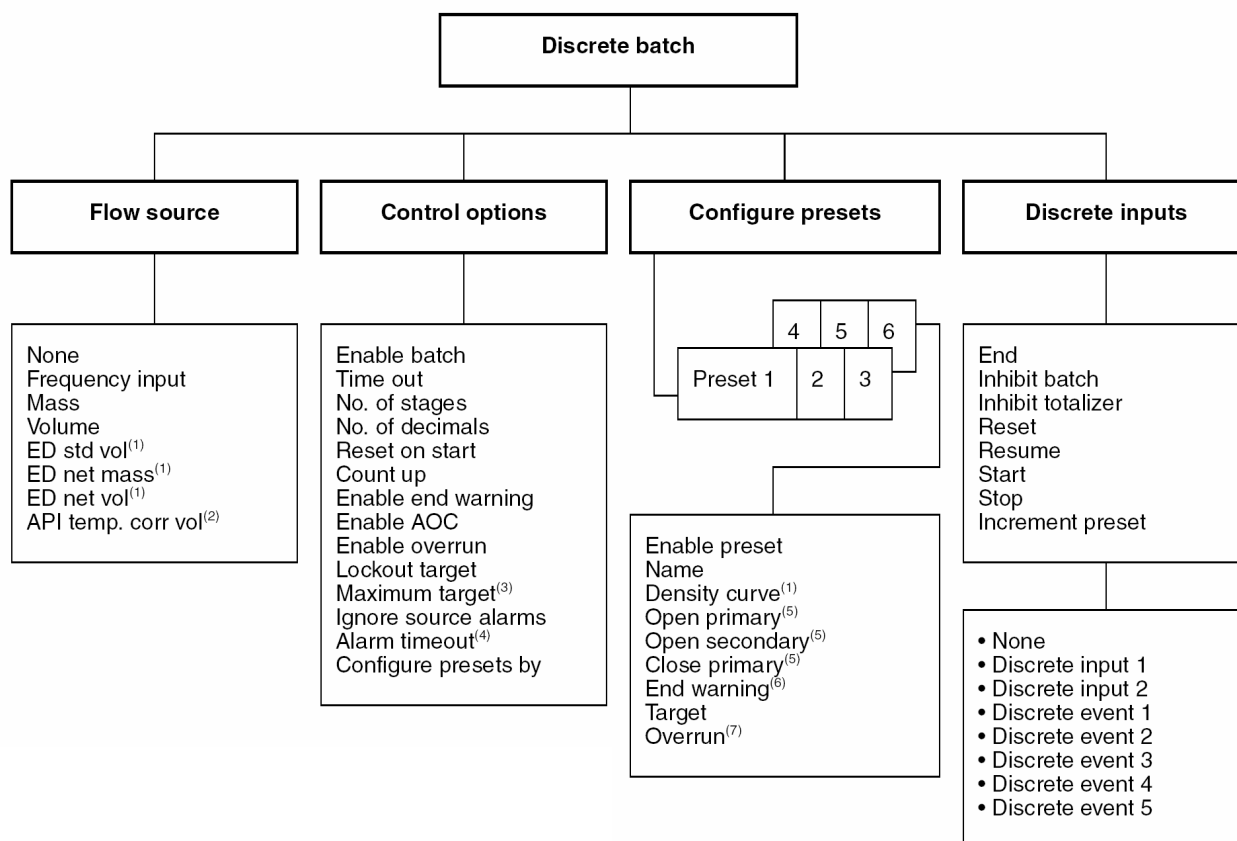 Discrete batch
Flow source
Control options
Configure presets
Discrete inputs
None
Frequency input
Mass
Volume
ED std vol(1)
ED net mass(1)
ED net vol(1)
API temp. corr vol(2)
Enable batch
Time out
No. of stages
No. of decimals
Reset on start
Count up
Enable end warning
Enable AOC
Enable overrun
Lockout target
Maximum target(3)
Ignore source alarms
Alarm timeout(4)
Configure presets by
4 5 6
Preset 1 2 3
Enable preset
Name
Density curve(1)
Open primary(5)
Open secondary(5)
Close primary(5)
End warning(6)
Target
Overrun(7)
End
Inhibit batch
Inhibit totalizer
Reset
Resume
Start
Stop
Increment preset
• None
• Discrete input 1
• Discrete input 2
• Discrete event 1
• Discrete event 2
• Discrete event 3
• Discrete event 4
• Discrete event 5